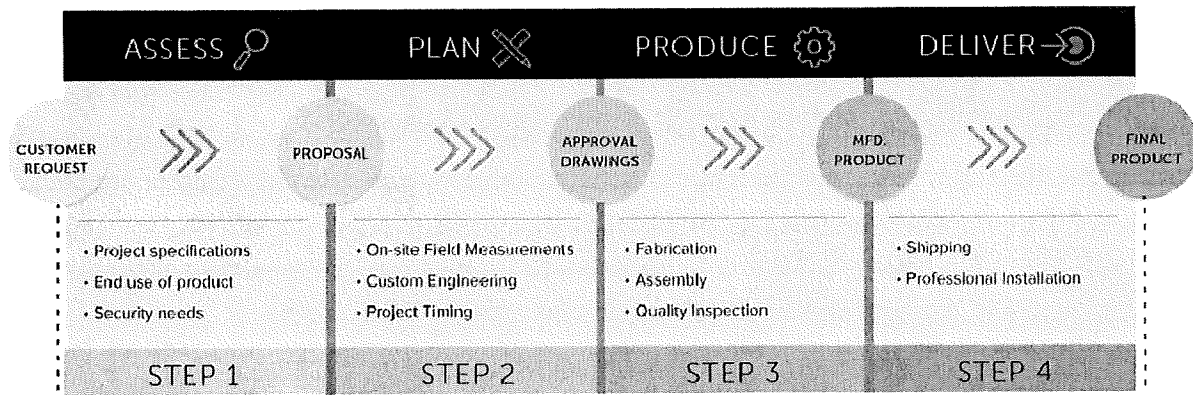 ASSESS
PLAN
PRODUCE
DELIVER
CUSTOMER
REQUEST
PROPOSAL
APPROVAL
DRAWINGS
MFD.
PRODUCT
FINAL
PRODUCT
• Project specifications
• End use of product
• Security needs
• On-site Field Measurements
• Custom Engineering
• Project Timing
• Fabrication
• Assembly
• Quality Inspection
• Shipping
• Professional Installation
STEP 1
STEP 2
STEP 3
STEP 4